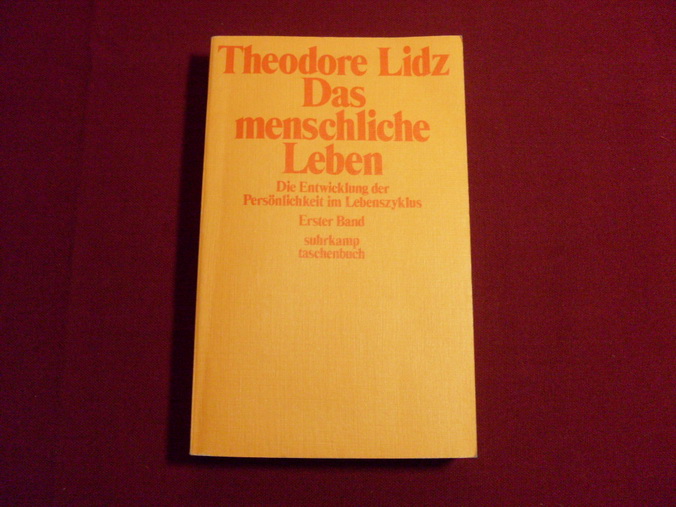 Theodore Lidz
Das
menschliche
Leben
Die Entwicklung der
Persönlichkeit im Lebenszyklus
Erster Band
suhrkamp
taschenbuch